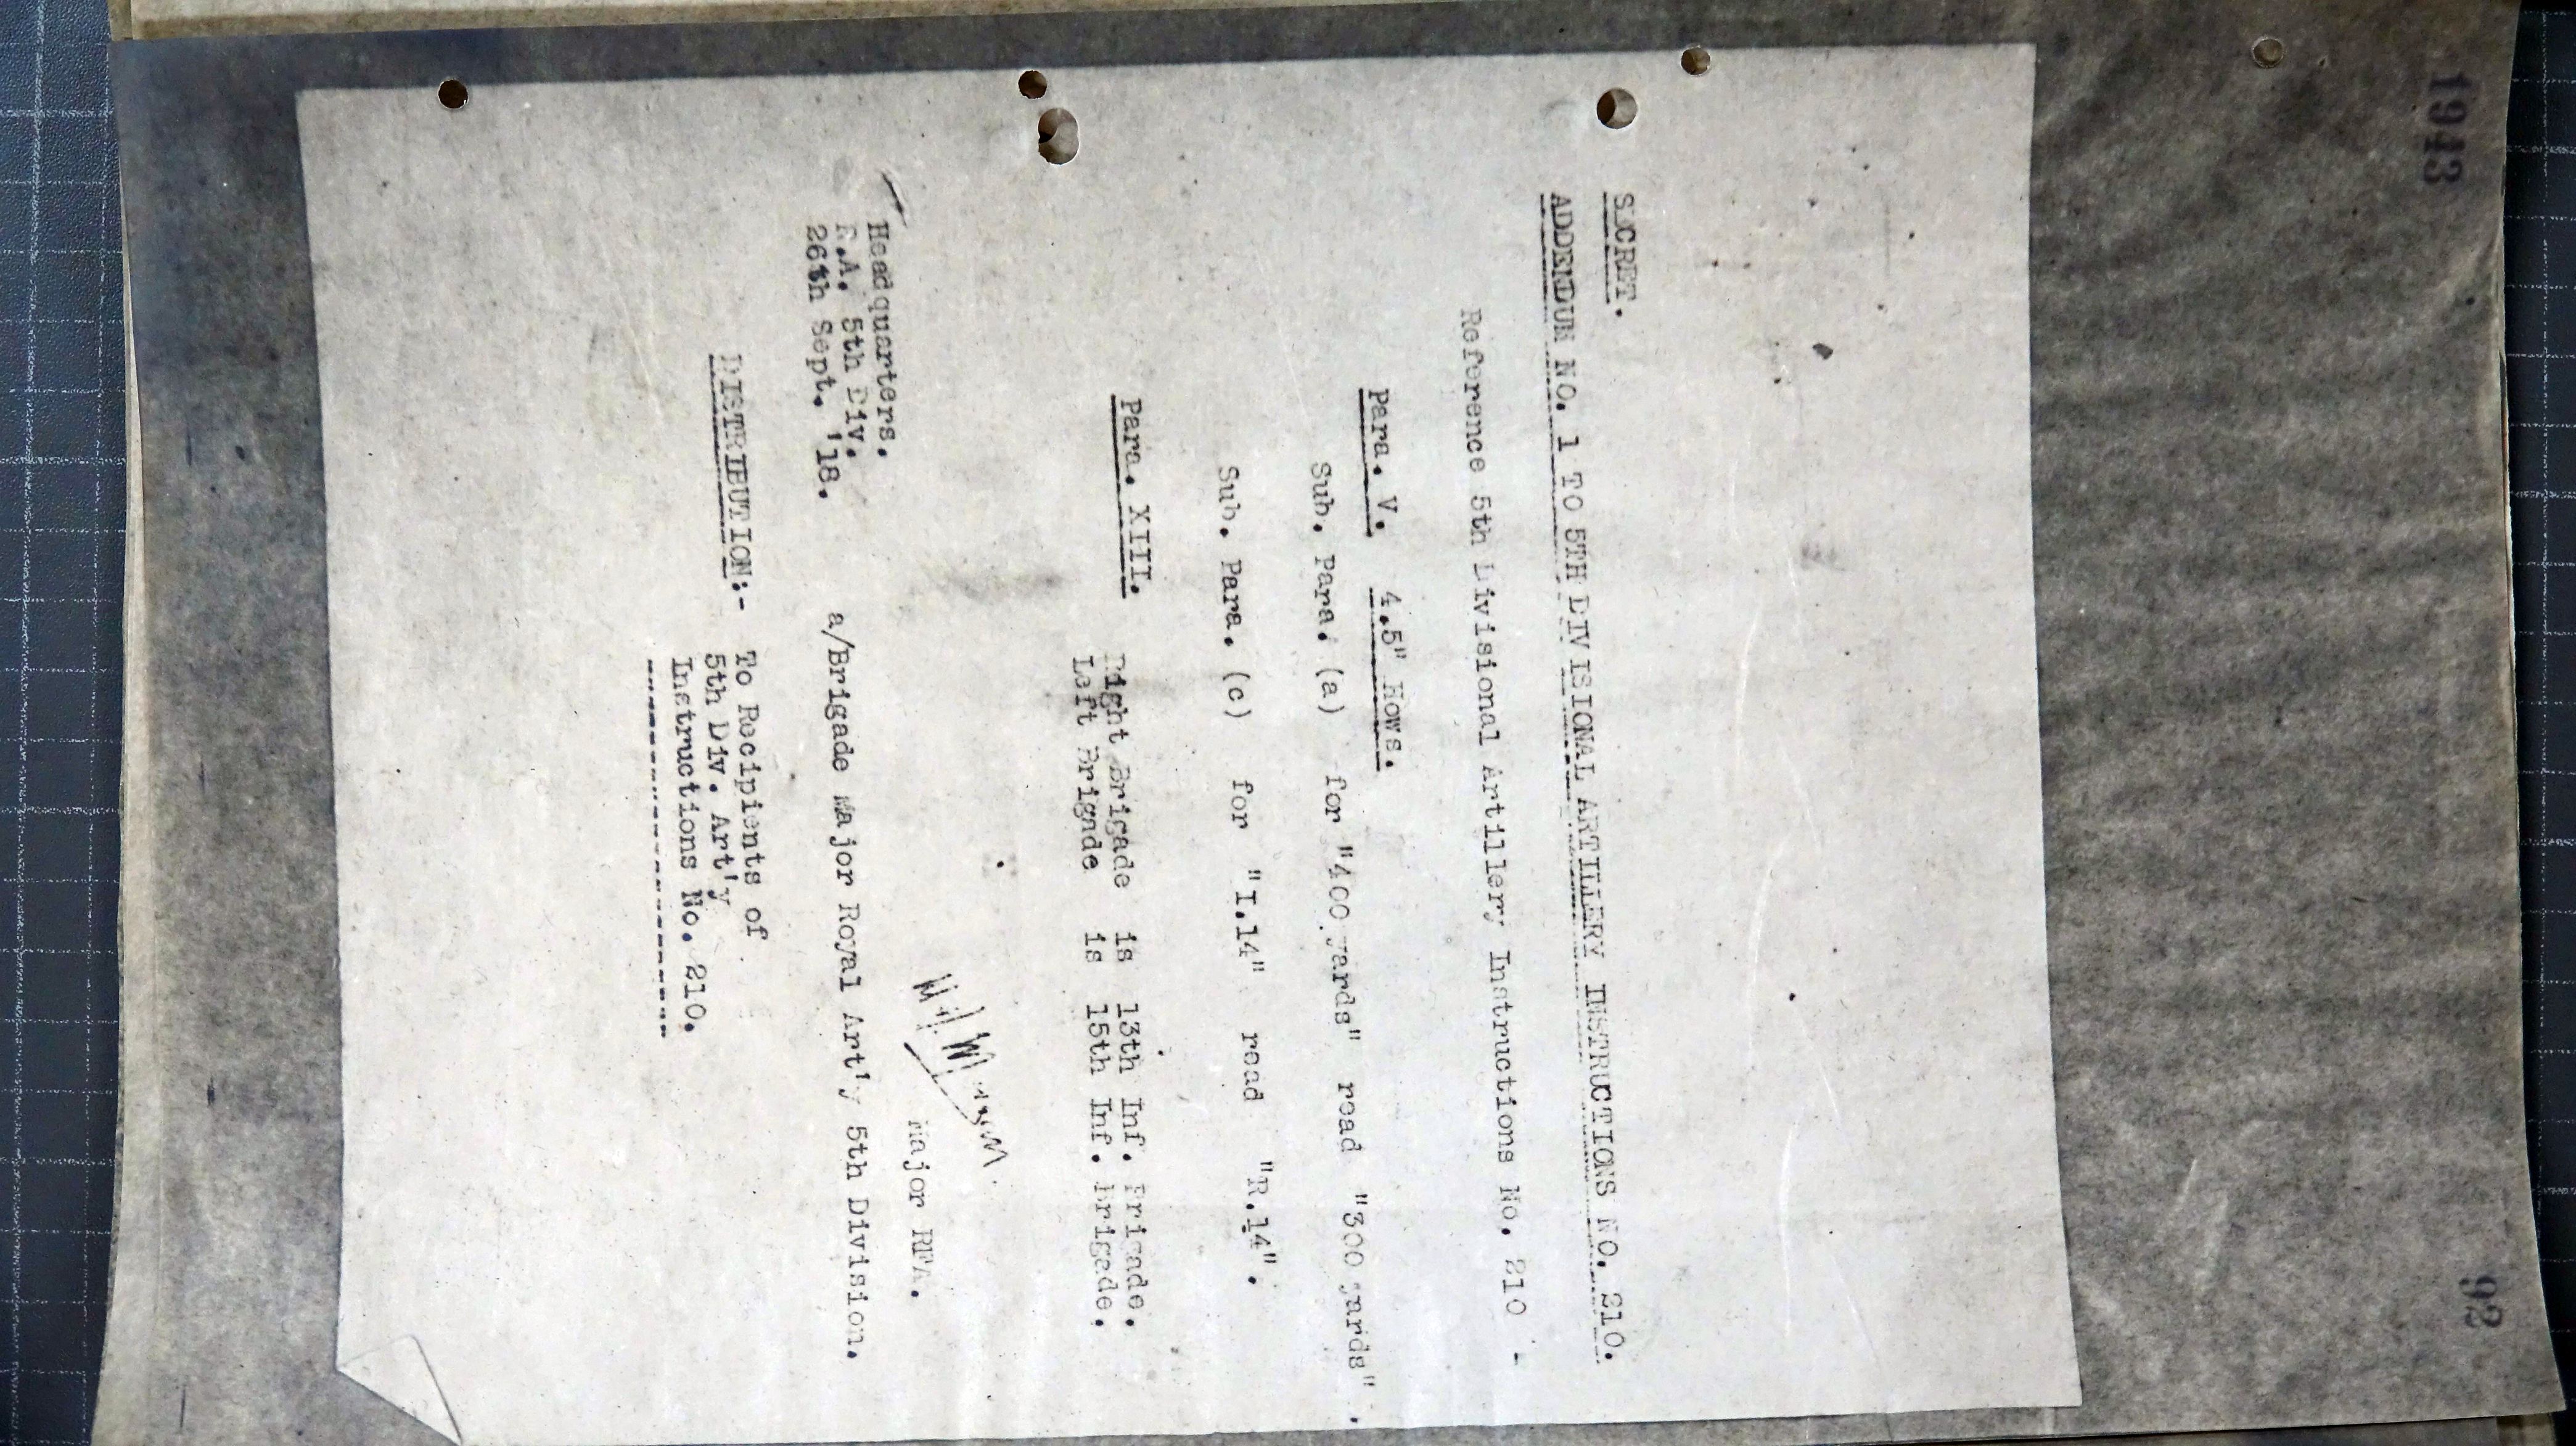 1943
92
SECRET.
ADDENDUM NO. 1 TO 5TH DIVISIONAL ARTILLERY INSTRUCTIONS NO. 210.
Reference 5th Divisional Artillery Instructions No. 210 -
Para. V. 4.5" Hows.
Sub. Para. (a) for "400 yards" read "300 yards".
Sub. Para. (c) for "I.14" read "R.14".
Para. XIII. Right Brigade is 13th Inf. Brigade.
Left Brigade is 15th Inf. Brigade.
Major RFA.
Headquarters.
R.A. 5th Div.
26th Sept. '18.
a/Brigade Major Royal Art'y 5th Division.
DISTRIBUTION:- To Recipients of
5th Div. Art'y
Instructions No. 210.